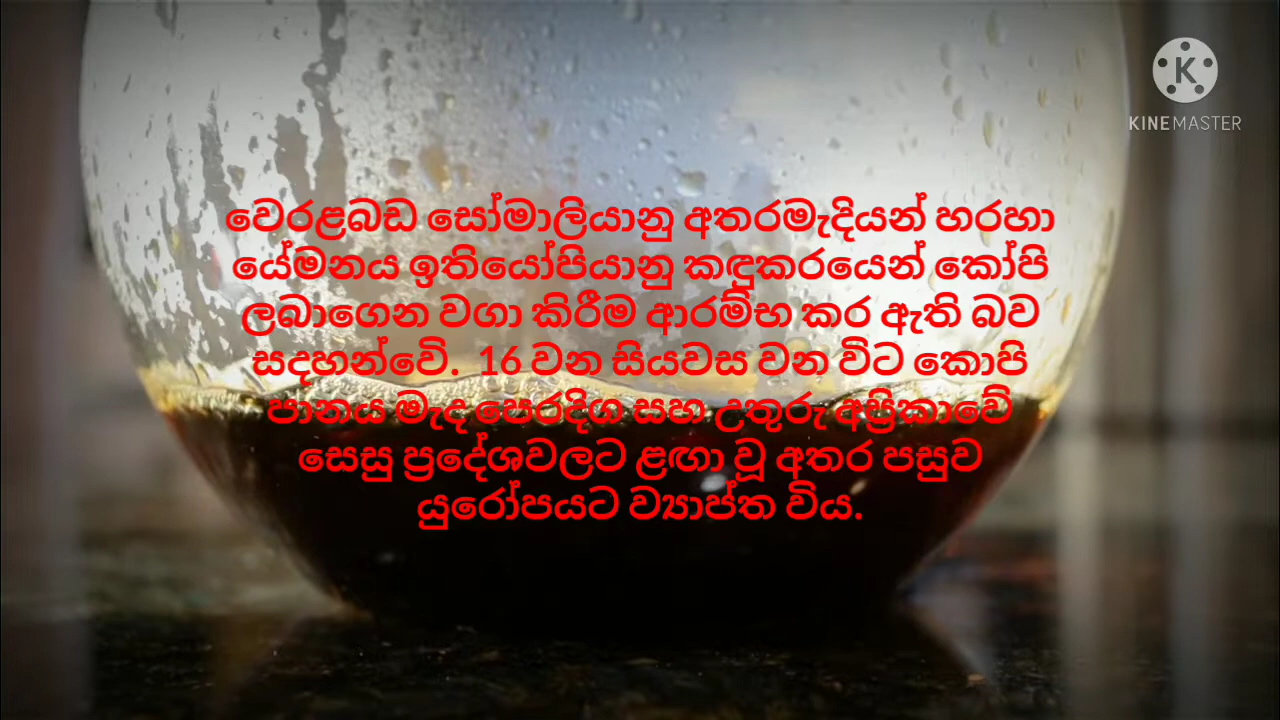 KINEMASTER
වෙරළබඩ සෝමාලියානු අතරමැදියන් හරහා
යේමනය ඉතියෝපියානු කඳුකරයෙන් කෝපි
ලබාගෙන වගා කිරීම ආරම්භ කර ඇති බව
සදහන්වේ. 16 වන සියවස වන විට කොපි
පානය මැද පෙරදිග සහ උතුරු අප්‍රිකාවේ
සෙසු ප්‍රදේශවලට ළඟා වූ අතර පසුව
යුරෝපයට ව්‍යාප්ත විය.